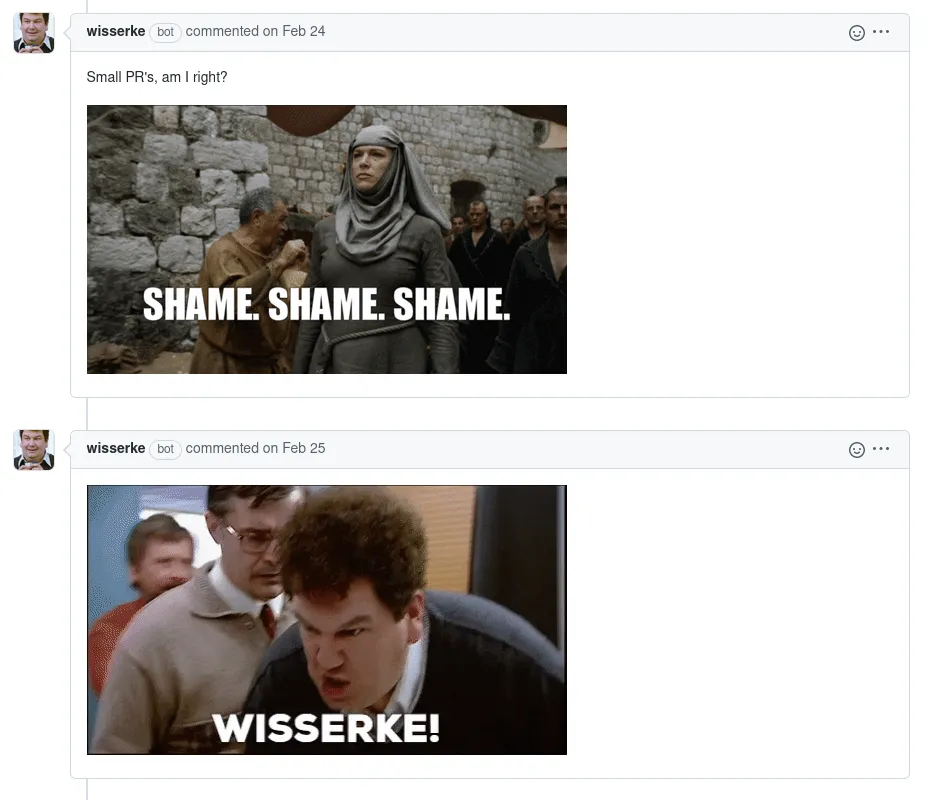 wisserke bot commented on Feb 24
Small PR's, am I right?
SHAME. SHAME. SHAME.
wisserke bot commented on Feb 25
WISSERKE!